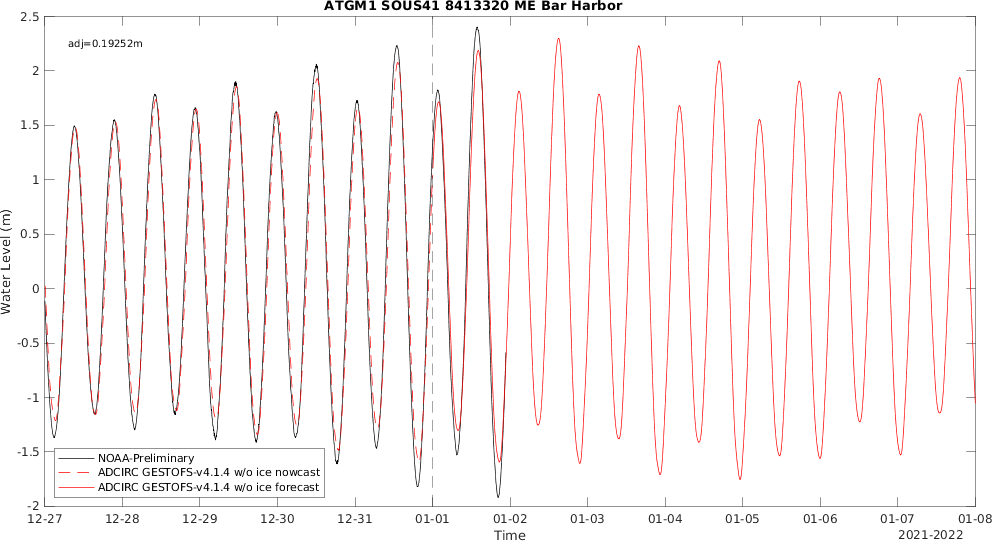 ATGM1 SOUS41 8413320 ME Bar Harbor
2.5
adj=0.19252m
2
1.5
1
0.5
0
-0.5
-1
-1.5
-2
Water Level (m)
NOAA-Preliminary
ADCIRC GESTOFS-v4.1.4 w/o ice nowcast
ADCIRC GESTOFS-v4.1.4 w/o ice forecast
12-27 12-28 12-29 12-30 12-31 01-01 01-02 01-03 01-04 01-05 01-06 01-07 01-08
Time
2021-2022